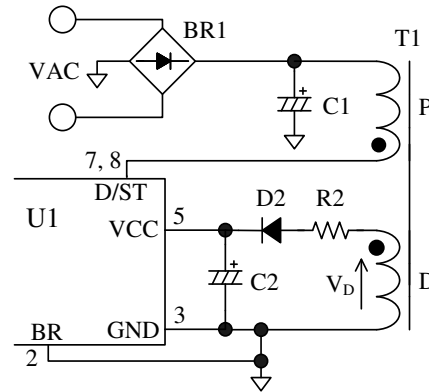 BR1
T1
VAC
C1
P
7, 8
D/ST
D2
R2
U1
5
VCC
C2
V_D
D
BR
GND
3
2